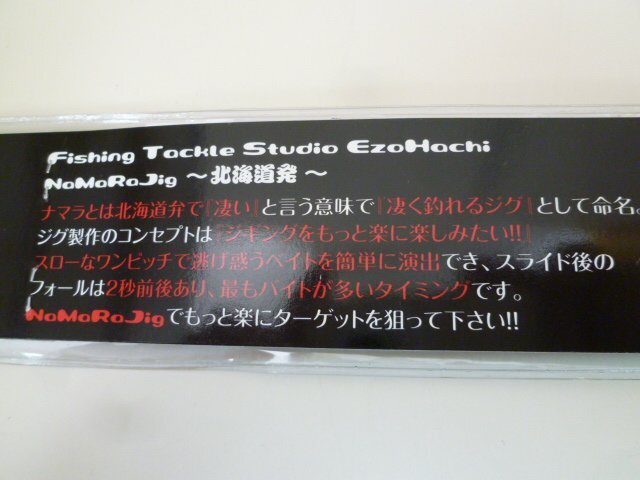 Fishing Tackle Studio EzoHachi
NaMaRaJig ～北海道発～
ナマラとは北海道弁で『凄い』と言う意味で『凄く釣れるジグ』として命名。
ジグ製作のコンセプトは『ジギングをもっと楽に楽しみたい!!』
スローなワンピッチで逃げ惑うベイトを簡単に演出でき、スライド後の
フォールは2秒前後あり、最もバイトが多いタイミングです。
NaMaRaJigでもっと楽にターゲットを狙って下さい!!